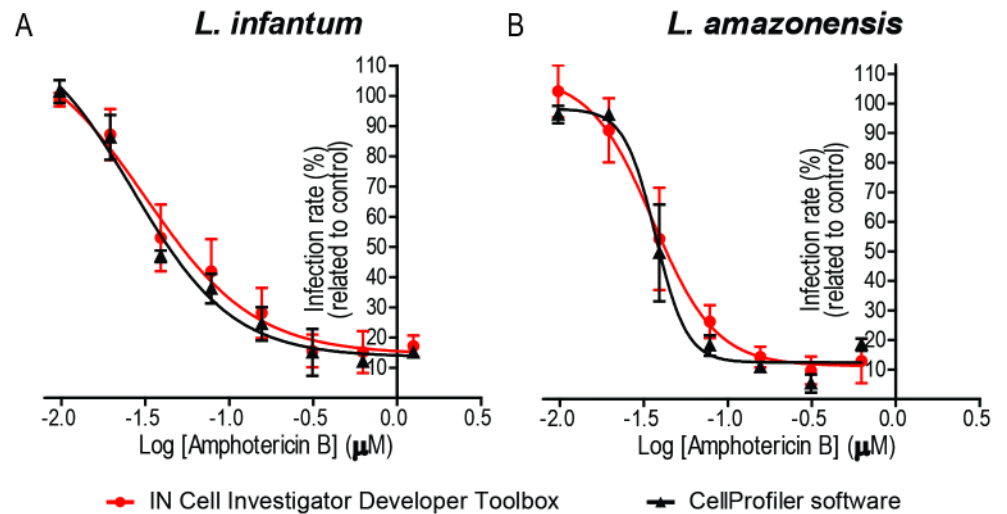 A
L. infantum
110
100
90
80
70
60
50
40
30
20
10
Infection rate (%)
(related to control)
-2.0 -1.5 -1.0 -0.5 0.0 0.5
Log [Amphotericin B] (μM)
B
L. amazonensis
110
100
90
80
70
60
50
40
30
20
10
Infection rate (%)
(related to control)
-2.0 -1.5 -1.0 -0.5 0.0 0.5
Log [Amphotericin B] (μM)
IN Cell Investigator Developer Toolbox
CellProfiler software